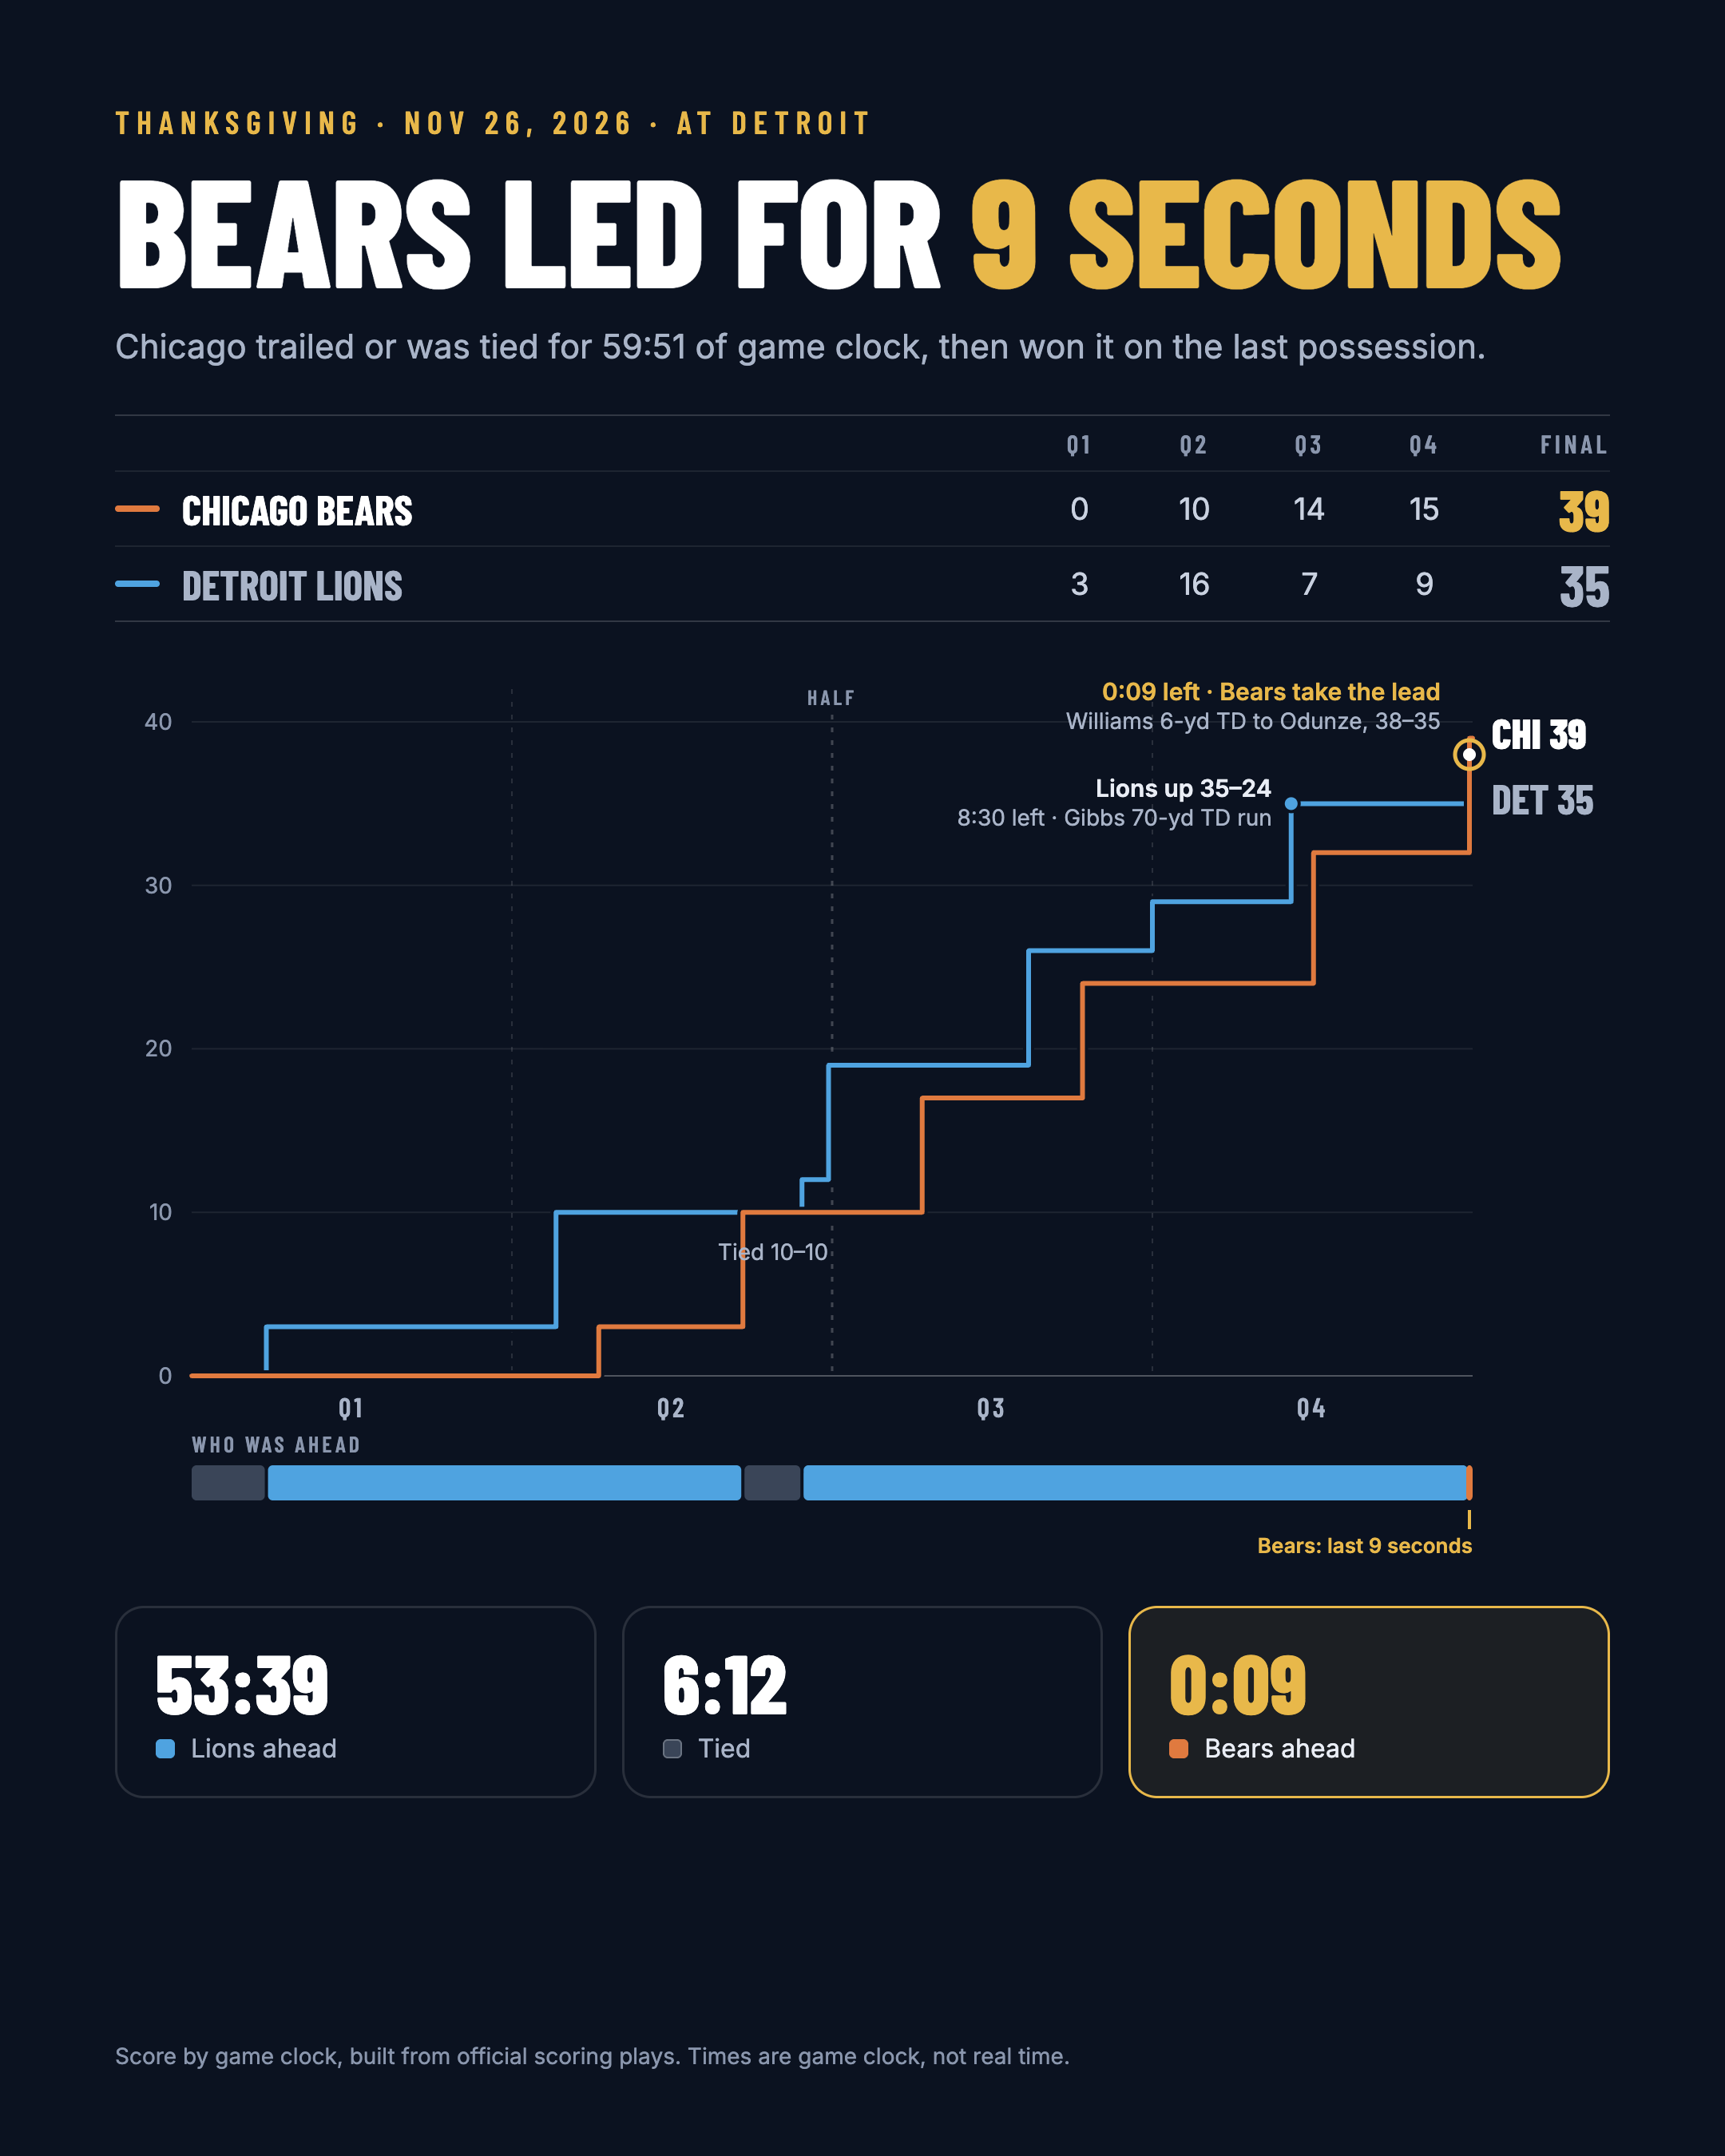 THANKSGIVING · NOV 26, 2026 · AT DETROIT
BEARS LED FOR 9 SECONDS
Chicago trailed or was tied for 59:51 of game clock, then won it on the last possession.
Q1 Q2 Q3 Q4 FINAL
CHICAGO BEARS 0 10 14 15 39
DETROIT LIONS 3 16 7 9 35
0:09 left · Bears take the lead
HALF
Williams 6-yd TD to Odunze, 38–35
40
CHI 39
Lions up 35–24
DET 35
8:30 left · Gibbs 70-yd TD run
30
20
10
Tied 10–10
0
Q1 Q2 Q3 Q4
WHO WAS AHEAD
Bears: last 9 seconds
53:39 6:12 0:09
Lions ahead Tied Bears ahead
Score by game clock, built from official scoring plays. Times are game clock, not real time.